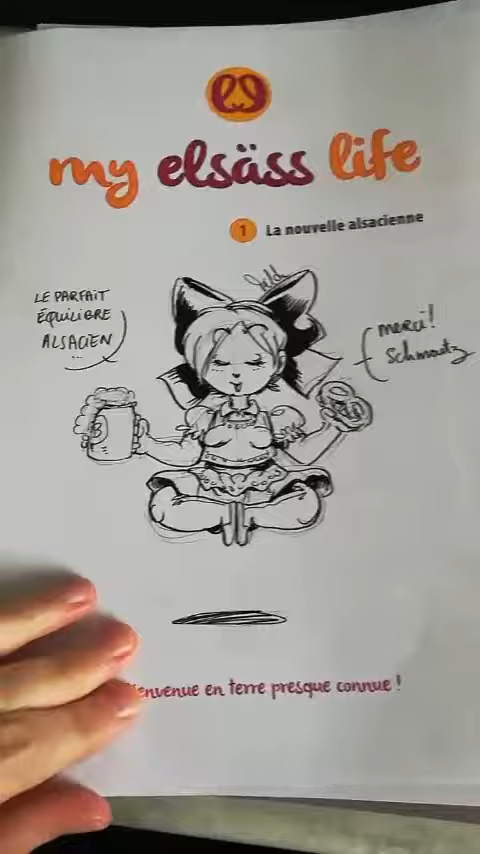 my elsäss life
1 La nouvelle alsacienne
LE PARFAIT
ÉQUILIBRE
ALSACIEN
merci!
Schmoutz
envenue en terre presque connue !